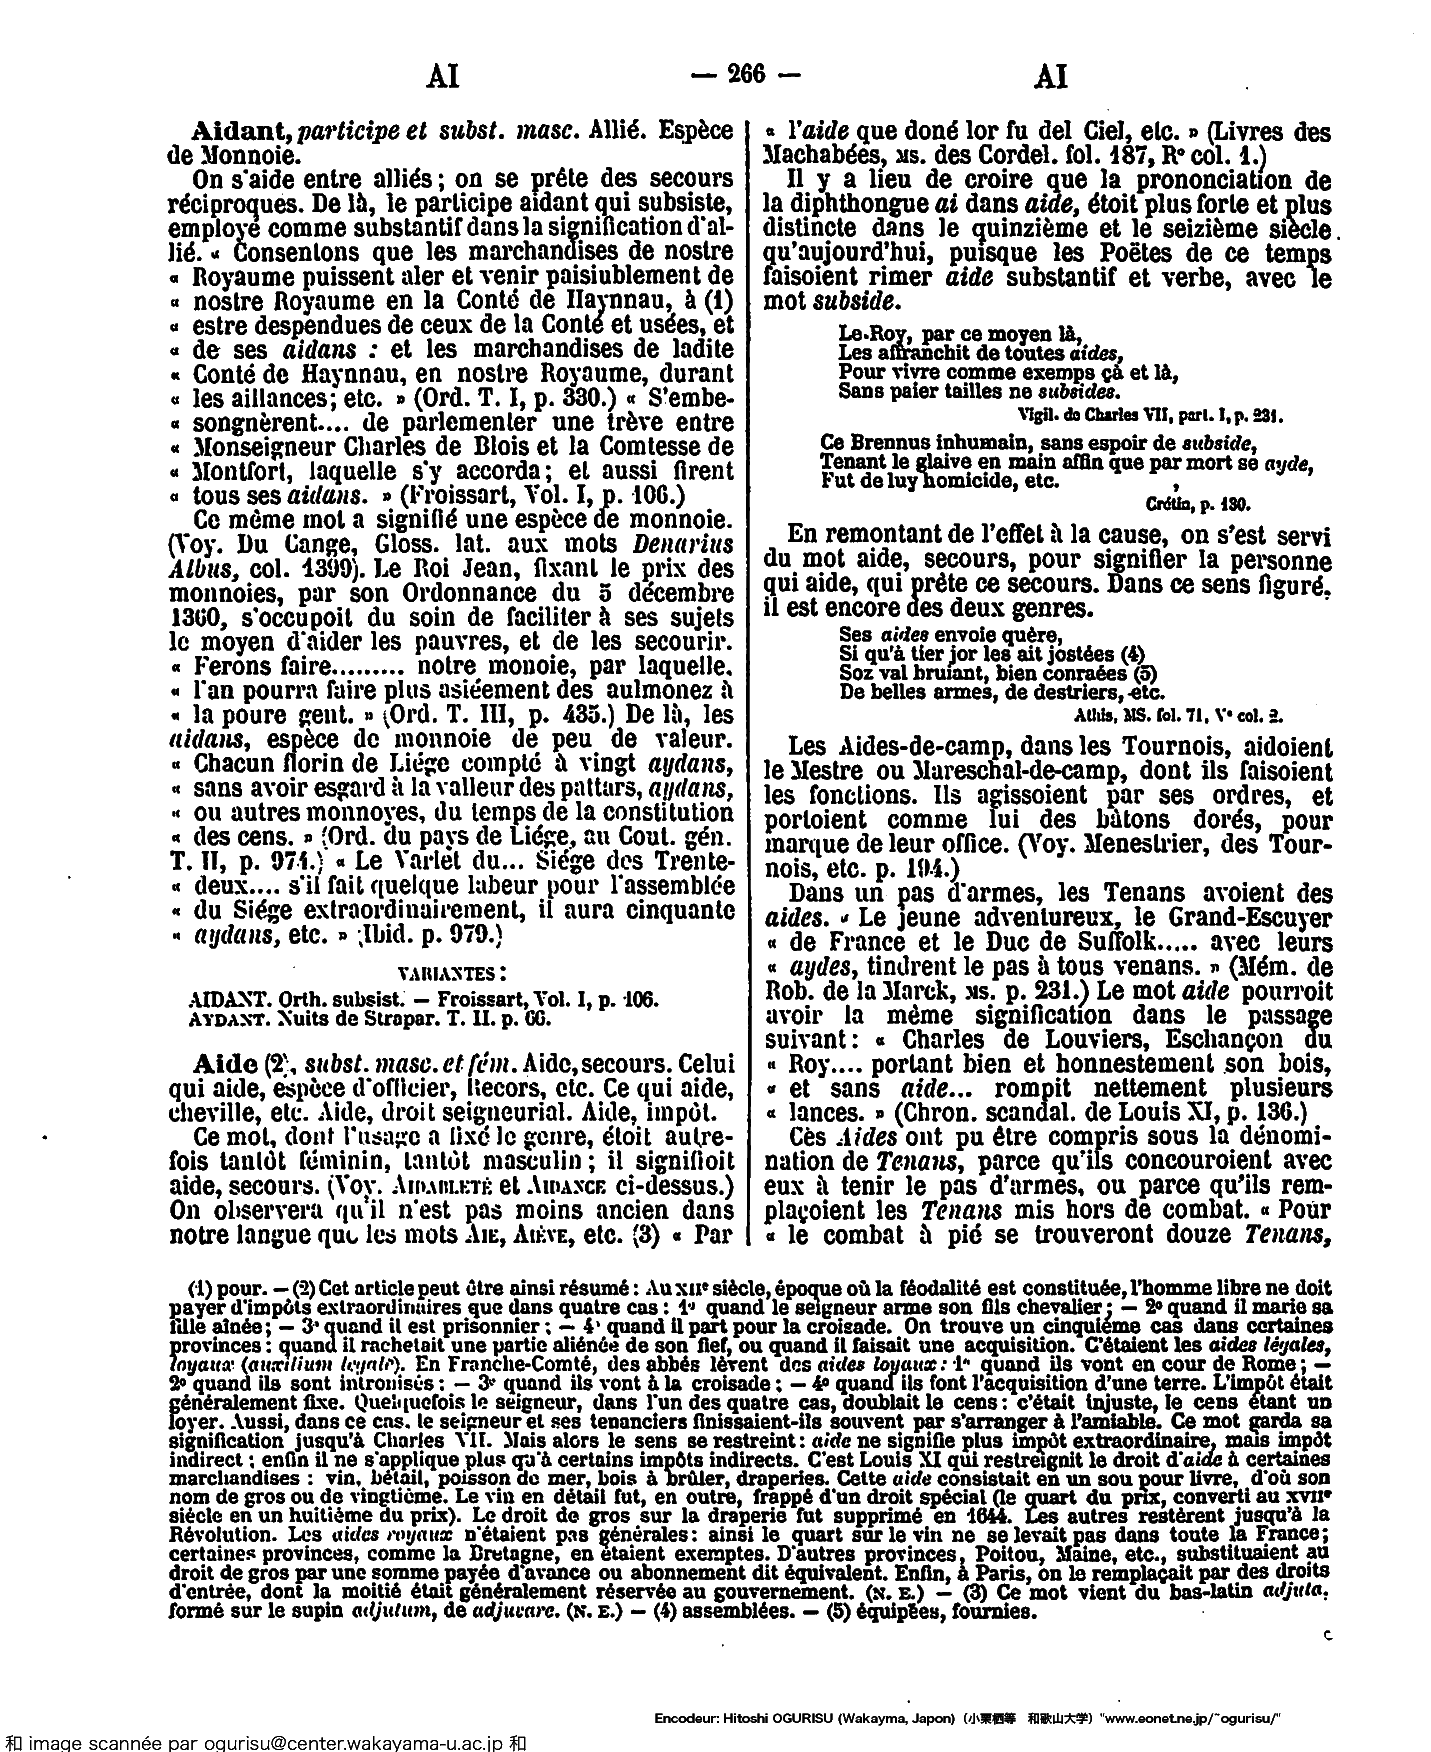 AI
— 266 —
AI
Aidant, participe et subst. masc. Allié. Espèce
de Monnoie.
On s'aide entre alliés ; on se prête des secours
réciproques. De là, le participe aidant qui subsiste,
employé comme substantif dans la signification d'al-
lié. « Consentons que les marchandises de nostre
« Royaume puissent aler et venir paisiublement de
« nostre Royaume en la Conté de Haynnau, à (1)
« estre despendues de ceux de la Conté et usées, et
« de ses aidans : et les marchandises de ladite
« Conté de Haynnau, en nostre Royaume, durant
« les aillances ; etc. » (Ord. T. I, p. 330.) « S'embe-
« songnèrent.... de parlementer une trève entre
« Monseigneur Charles de Blois et la Comtesse de
« Montfort, laquelle s'y accorda ; et aussi firent
« tous ses aidans. » (Froissart, Vol. I, p. 106.)
Ce même mot a signifié une espèce de monnoie.
(Voy. Du Cange, Gloss. lat. aux mots Denarius
Albus, col. 1399). Le Roi Jean, fixant le prix des
monnoies, par son Ordonnance du 5 décembre
1360, s'occupoit du soin de faciliter à ses sujets
le moyen d'aider les pauvres, et de les secourir.
« Ferons faire......... notre monoie, par laquelle.
« l'an pourra faire plus asiéement des aulmonez à
« la poure gent. » (Ord. T. III, p. 435.) De là, les
aidans, espèce de monnoie de peu de valeur.
« Chacun florin de Liége compté à vingt aydans,
« sans avoir esgard à la valleur des pattars, aydans,
« ou autres monnoyes, du temps de la constitution
« des cens. » (Ord. du pays de Liége, au Cout. gén.
T. II, p. 974.) « Le Varlet du... Siége des Trente-
« deux.... s'il fait quelque labeur pour l'assemblée
« du Siége extraordinairement, il aura cinquante
« aydans, etc. » (Ibid. p. 979.)
VARIANTES :
AIDANT. Orth. subsist. — Froissart, Vol. I, p. 106.
AYDANT. Nuits de Strapar. T. II. p. 66.
Aide (2), subst. masc. et fém. Aide, secours. Celui
qui aide, espèce d'officier, Recors, etc. Ce qui aide,
cheville, etc. Aide, droit seigneurial. Aide, impôt.
Ce mot, dont l'usage a fixé le genre, étoit autre-
fois tantôt féminin, tantôt masculin ; il signifioit
aide, secours. (Voy. AIDABLETÉ et AIDANCE ci-dessus.)
On observera qu'il n'est pas moins ancien dans
notre langue que les mots AIE, AIÈVE, etc. (3) « Par
« l'aide que doné lor fu del Ciel, etc. » (Livres des
Machabées, MS. des Cordel. fol. 187, R° col. 1.)
Il y a lieu de croire que la prononciation de
la diphthongue ai dans aide, étoit plus forte et plus
distincte dans le quinzième et le seizième siècle.
qu'aujourd'hui, puisque les Poëtes de ce temps
faisoient rimer aide substantif et verbe, avec le
mot subside.
Le Roy, par ce moyen là,
Les affranchit de toutes aides,
Pour vivre comme exemps çà et là,
Sans paier tailles ne subsides.
Vigil. de Charles VII, part. I, p. 231.
Ce Brennus inhumain, sans espoir de subside,
Tenant le glaive en main affin que par mort se ayde,
Fut de luy homicide, etc.
Crétin, p. 130.
En remontant de l'effet à la cause, on s'est servi
du mot aide, secours, pour signifier la personne
qui aide, qui prête ce secours. Dans ce sens figuré,
il est encore des deux genres.
Ses aides envoie quère,
Si qu'à tier jor les ait jostées (4)
Soz val bruiant, bien conraées (5)
De belles armes, de destriers, etc.
Athis, MS. fol. 71, V° col. 2.
Les Aides-de-camp, dans les Tournois, aidoient
le Mestre ou Mareschal-de-camp, dont ils faisoient
les fonctions. Ils agissoient par ses ordres, et
portoient comme lui des bâtons dorés, pour
marque de leur office. (Voy. Menestrier, des Tour-
nois, etc. p. 194.)
Dans un pas d'armes, les Tenans avoient des
aides. « Le jeune adventureux, le Grand-Escuyer
« de France et le Duc de Suffolk..... avec leurs
« aydes, tindrent le pas à tous venans. » (Mém. de
Rob. de la Marck, MS. p. 231.) Le mot aide pourroit
avoir la même signification dans le passage
suivant : « Charles de Louviers, Eschançon du
« Roy.... portant bien et honnestement son bois,
« et sans aide... rompit nettement plusieurs
« lances. » (Chron. scandal. de Louis XI, p. 136.)
Cès Aides ont pu être compris sous la dénomi-
nation de Tenans, parce qu'ils concouroient avec
eux à tenir le pas d'armes, ou parce qu'ils rem-
plaçoient les Tenans mis hors de combat. « Pour
« le combat à pié se trouveront douze Tenans,
(1) pour. — (2) Cet article peut être ainsi résumé : Au XIIe siècle, époque où la féodalité est constituée, l'homme libre ne doit
payer d'impôts extraordinaires que dans quatre cas : 1° quand le seigneur arme son fils chevalier ; — 2° quand il marie sa
fille aînée ; — 3° quand il est prisonnier ; — 4° quand il part pour la croisade. On trouve un cinquième cas dans certaines
provinces : quand il rachetait une partie aliénée de son fief, ou quand il faisait une acquisition. C'étaient les aides légales,
loyaux (auxilium legale). En Franche-Comté, des abbés lèvent des aides loyaux : 1° quand ils vont en cour de Rome ; —
2° quand ils sont intronisés : — 3° quand ils vont à la croisade ; — 4° quand ils font l'acquisition d'une terre. L'impôt était
généralement fixe. Quelquefois le seigneur, dans l'un des quatre cas, doublait le cens : c'était injuste, le cens étant un
loyer. Aussi, dans ce cas. le seigneur et ses tenanciers finissaient-ils souvent par s'arranger à l'amiable. Ce mot garda sa
signification jusqu'à Charles VII. Mais alors le sens se restreint : aide ne signifie plus impôt extraordinaire, mais impôt
indirect ; enfin il ne s'applique plus qu'à certains impôts indirects. C'est Louis XI qui restreignit le droit d'aide à certaines
marchandises : vin, bétail, poisson de mer, bois à brûler, draperies. Cette aide consistait en un sou pour livre, d'où son
nom de gros ou de vingtième. Le vin en détail fut, en outre, frappé d'un droit spécial (le quart du prix, converti au XVIIe
siècle en un huitième du prix). Le droit de gros sur la draperie fut supprimé en 1644. Les autres restèrent jusqu'à la
Révolution. Les aides royaux n'étaient pas générales : ainsi le quart sur le vin ne se levait pas dans toute la France ;
certaines provinces, comme la Bretagne, en étaient exemptes. D'autres provinces, Poitou, Maine, etc., substituaient au
droit de gros par une somme payée d'avance ou abonnement dit équivalent. Enfin, à Paris, on le remplaçait par des droits
d'entrée, dont la moitié était généralement réservée au gouvernement. (N. E.) — (3) Ce mot vient du bas-latin adjuta,
formé sur le supin adjutum, de adjuvare. (N. E.) — (4) assemblées. — (5) équipées, fournies.
Encodeur: Hitoshi OGURISU (Wakayma, Japon) (小栗栖等 和歌山大学) "www.eonet.ne.jp/~ogurisu/"
和 image scannée par ogurisu@center.wakayama-u.ac.jp 和